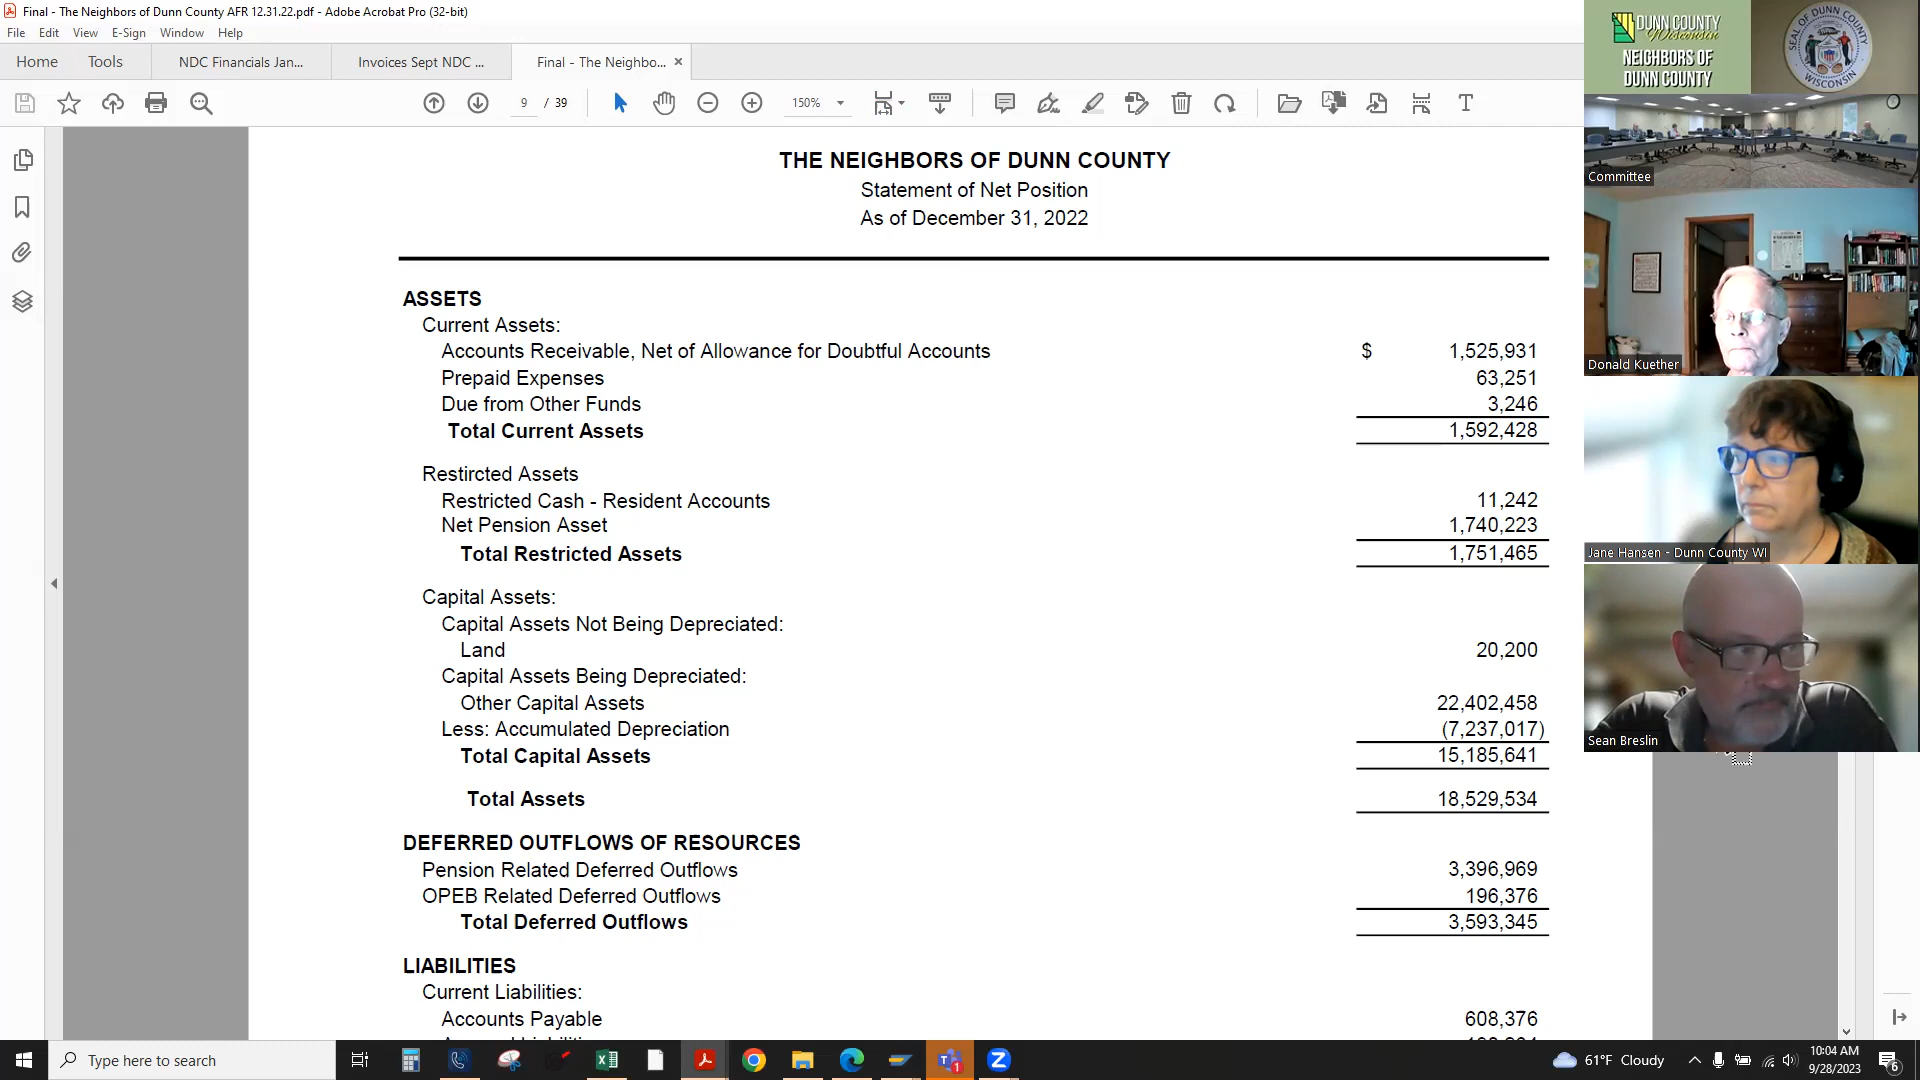 Final - The Neighbors of Dunn County AFR 12.31.22.pdf - Adobe Acrobat Pro (32-bit)
File Edit View E-Sign Window Help
Home Tools NDC Financials Jan... Invoices Sept NDC ... Final - The Neighbo... ×
9 / 39 150%
THE NEIGHBORS OF DUNN COUNTY
Statement of Net Position
As of December 31, 2022
ASSETS
Current Assets:
Accounts Receivable, Net of Allowance for Doubtful Accounts $ 1,525,931
Prepaid Expenses 63,251
Due from Other Funds 3,246
Total Current Assets 1,592,428
Restircted Assets
Restricted Cash - Resident Accounts 11,242
Net Pension Asset 1,740,223
Total Restricted Assets 1,751,465
Capital Assets:
Capital Assets Not Being Depreciated:
Land 20,200
Capital Assets Being Depreciated:
Other Capital Assets 22,402,458
Less: Accumulated Depreciation (7,237,017)
Total Capital Assets 15,185,641
Total Assets 18,529,534
DEFERRED OUTFLOWS OF RESOURCES
Pension Related Deferred Outflows 3,396,969
OPEB Related Deferred Outflows 196,376
Total Deferred Outflows 3,593,345
LIABILITIES
Current Liabilities:
Accounts Payable 608,376
DUNN COUNTY
Wisconsin
NEIGHBORS OF
DUNN COUNTY
SEAL OF DUNN COUNTY
WISCONSIN
Committee
Donald Kuether
Jane Hansen - Dunn County WI
Sean Breslin
Type here to search
61°F Cloudy
10:04 AM
9/28/2023
6